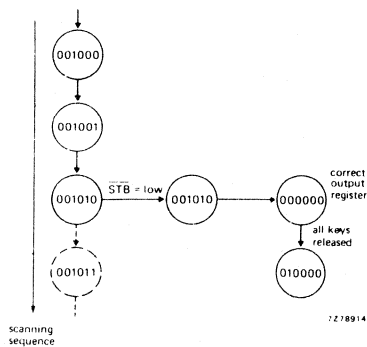 001000
001001
001010
STB = low
001010
000000
correct
output
register
all keys
released
001011
010000
7Z78914
scanning
sequence